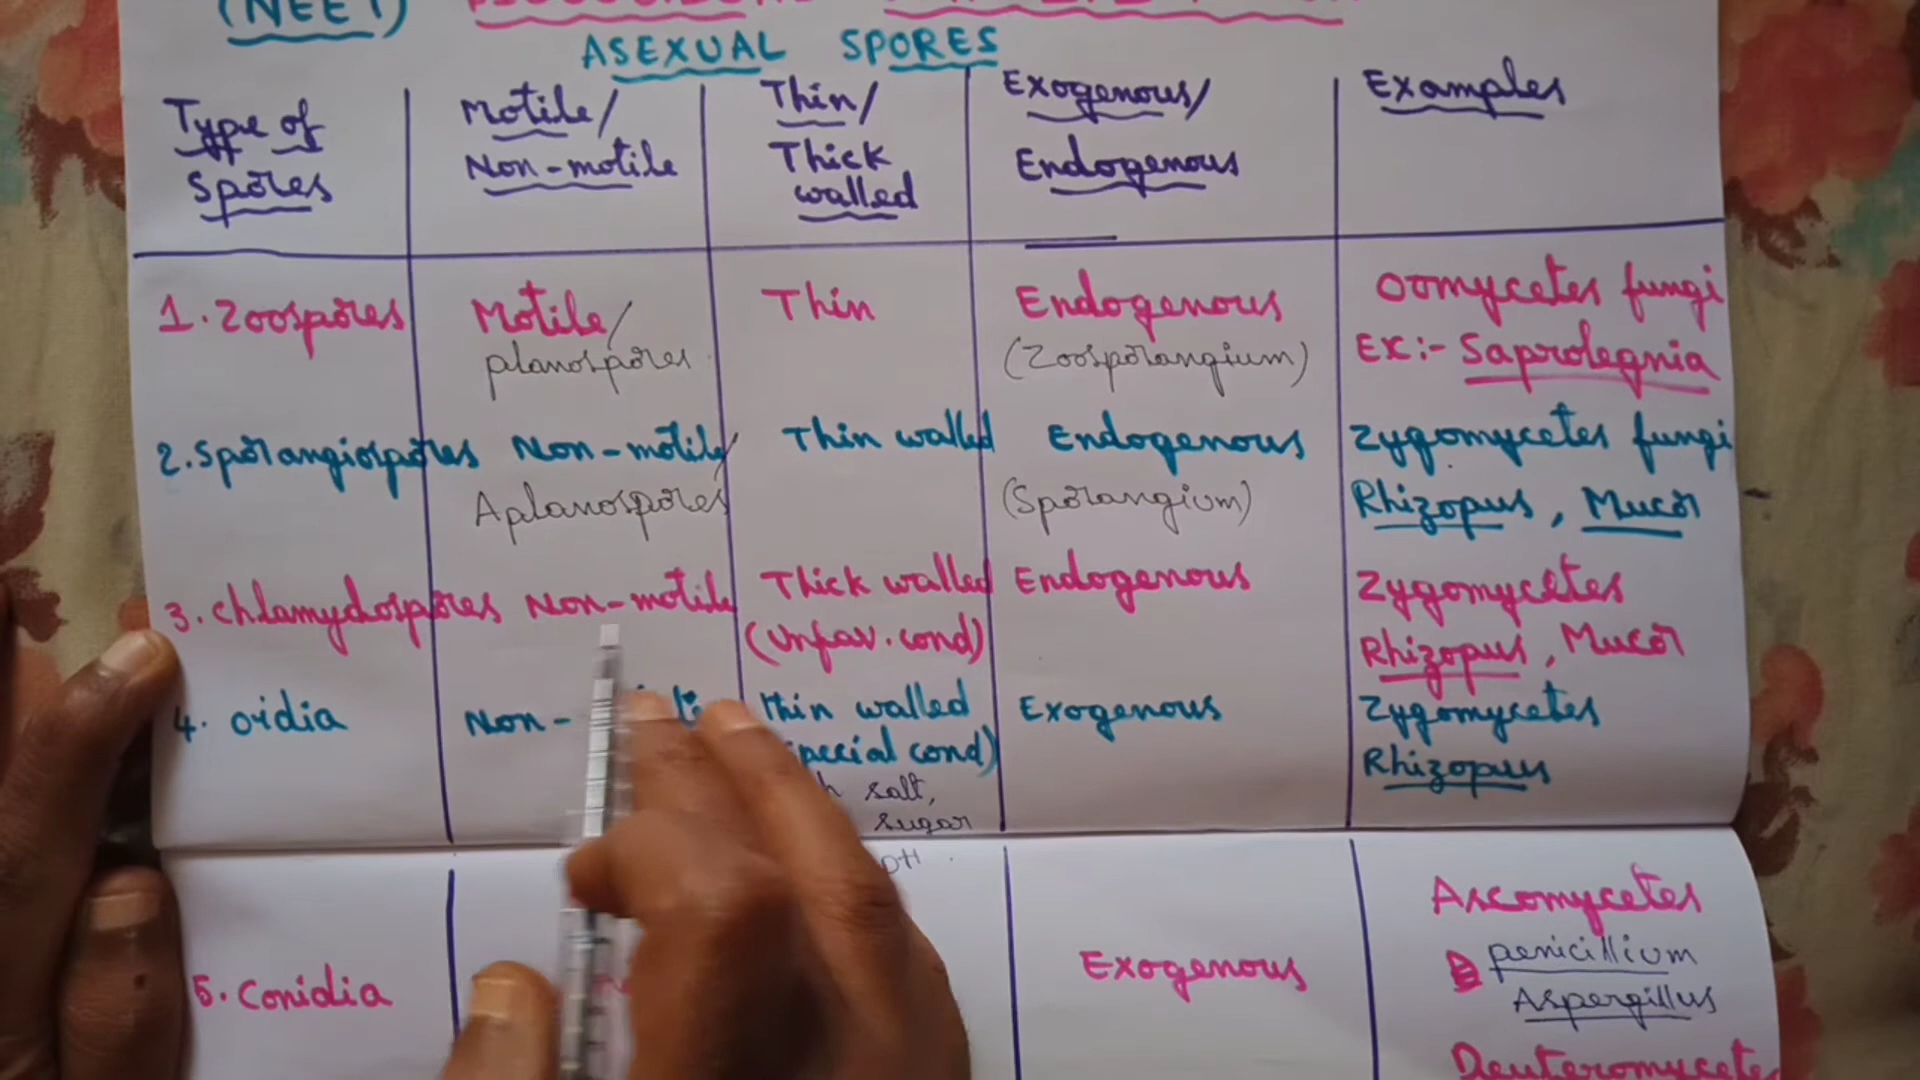 (NEET)
ASEXUAL SPORES
Type of Spores
Motile/ Non-motile
Thin/ Thick walled
Exogenous/ Endogenous
Examples
1. Zoospores
Motile/
planospores
Thin
Endogenous
(Zoosporangium)
Oomycetes fungi
EX:- Saprolegnia
2. Sporangiospores
Non-motile/
Aplanospores
Thin walled
Endogenous
(Sporangium)
Zygomycetes fungi
Rhizopus, Mucor
3. Chlamydospores
Non-motile
Thick walled
(Unfav. cond)
Endogenous
Zygomycetes
Rhizopus, Mucor
4. Oidia
Non-
Thin walled
cond)
salt,
sugar
Exogenous
Zygomycetes
Rhizopus
5. Conidia
Exogenous
Ascomycetes
penicillium
Aspergillus